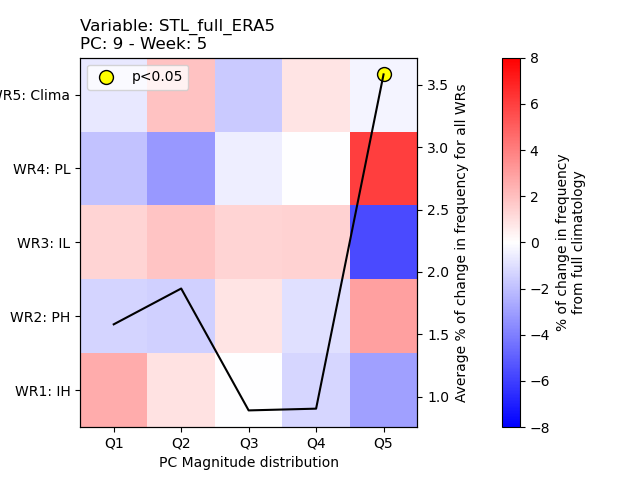 Variable: STL_full_ERA5
PC: 9 - Week: 5
p<0.05
WR5: Clima
WR4: PL
WR3: IL
WR2: PH
WR1: IH
Q1 Q2 Q3 Q4 Q5
PC Magnitude distribution
3.5
3.0
2.5
2.0
1.5
1.0
Average % of change in frequency for all WRs
8
6
4
2
0
−2
−4
−6
−8
% of change in frequency
from full climatology